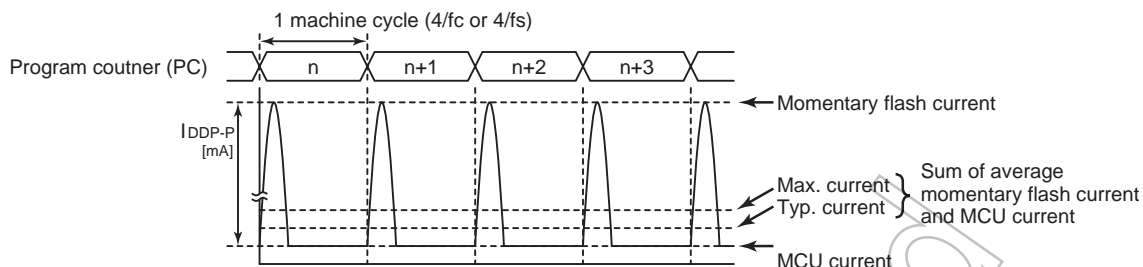 1 machine cycle (4/fc or 4/fs)
Program coutner (PC)
n
n+1
n+2
n+3
Momentary flash current
IDDP-P
[mA]
Max. current
Typ. current
Sum of average
momentary flash current
and MCU current
MCU current